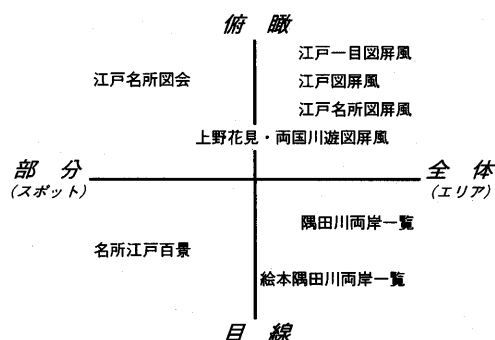 俯瞰
江戸一目図屏風
江戸名所図会
江戸図屏風
江戸名所図屏風
上野花見・両国川遊図屏風
部分
(スポット)
全体
(エリア)
隅田川両岸一覧
名所江戸百景
絵本隅田川両岸一覧
目線